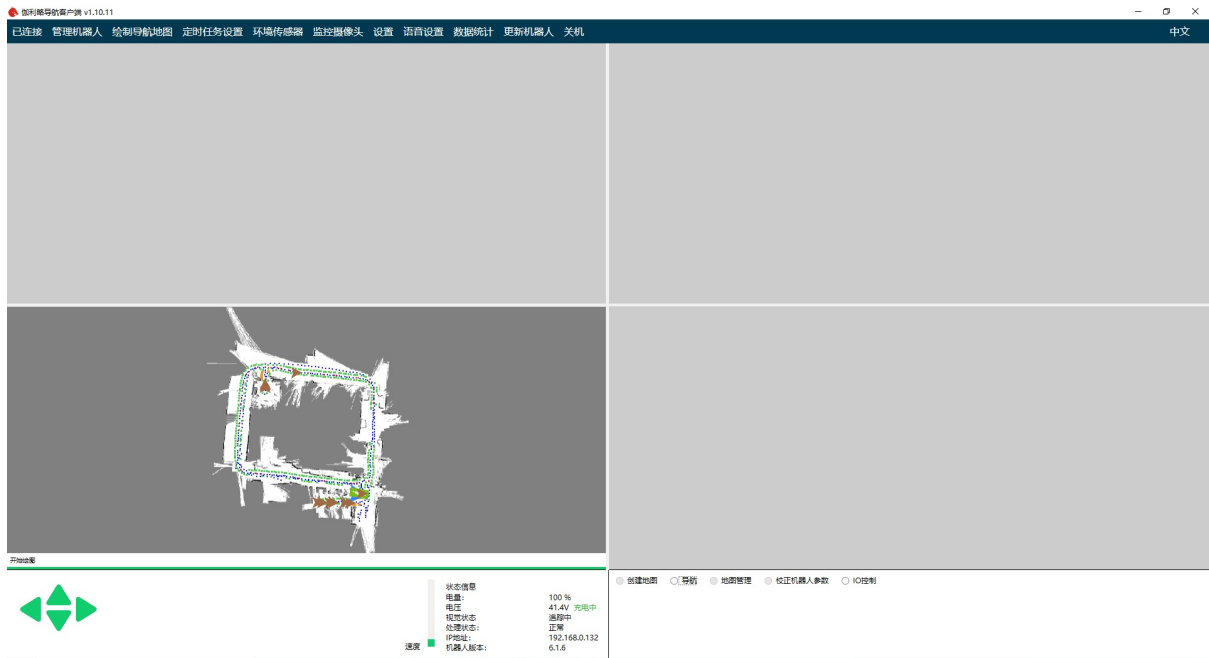 伽利略导航客户端 v1.10.11
已连接 管理机器人 绘制导航地图 定时任务设置 环境传感器 监控摄像头 设置 语音设置 数据统计 更新机器人 关机 中文
开始绘图
状态信息
电量: 100 %
电压 41.4V 充电中
视觉状态 追踪中
处理状态: 正常
IP地址: 192.168.0.132
机器人版本: 6.1.6
速度
创建地图 导航 地图管理 校正机器人参数 IO控制